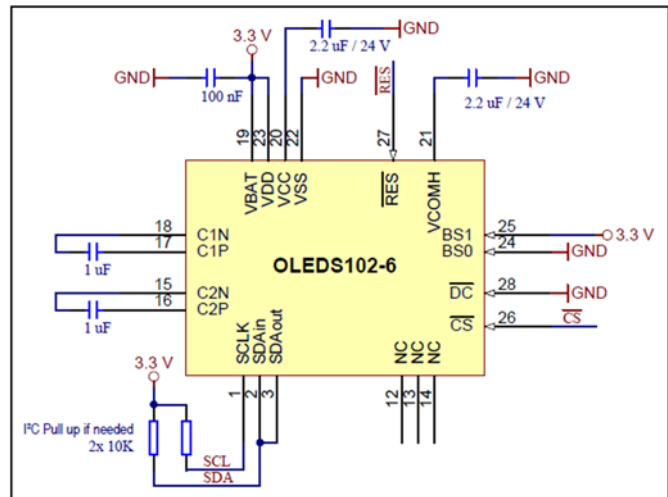 3.3 V
2.2 uF / 24 V
GND
GND
100 nF
GND
RES
2.2 uF / 24 V
GND
19
23
20
22
27
21
VBAT
VDD
VCC
VSS
RES
VCOMH
18
C1N
17
C1P
1 uF
15
C2N
16
C2P
1 uF
OLEDS102-6
BS1
25
3.3 V
BS0
24
GND
DC
28
GND
CS
26
CS
SCLK
SDAin
SDAout
NC
NC
NC
1
2
3
12
13
14
3.3 V
I²C Pull up if needed
2x 10K
SCL
SDA